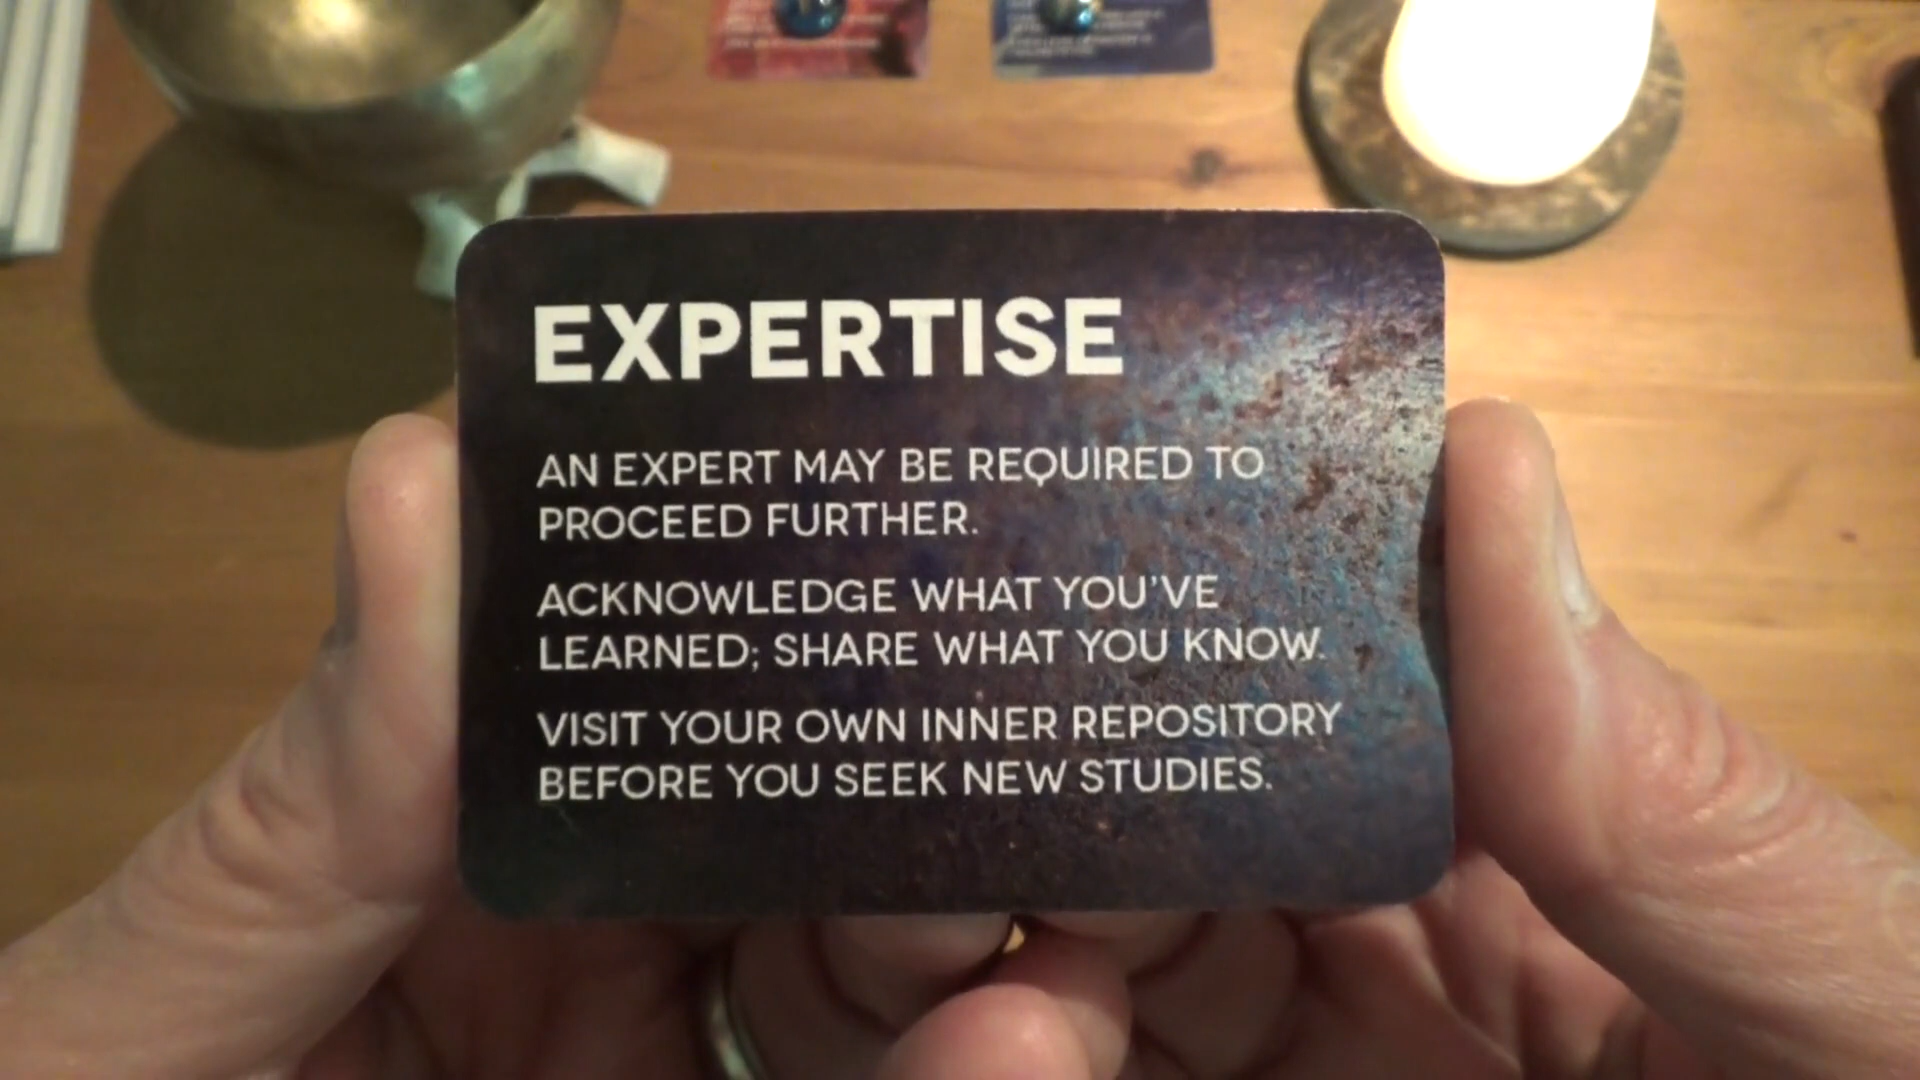 EXPERTISE
AN EXPERT MAY BE REQUIRED TO
PROCEED FURTHER.
ACKNOWLEDGE WHAT YOU'VE
LEARNED; SHARE WHAT YOU KNOW.
VISIT YOUR OWN INNER REPOSITORY
BEFORE YOU SEEK NEW STUDIES.